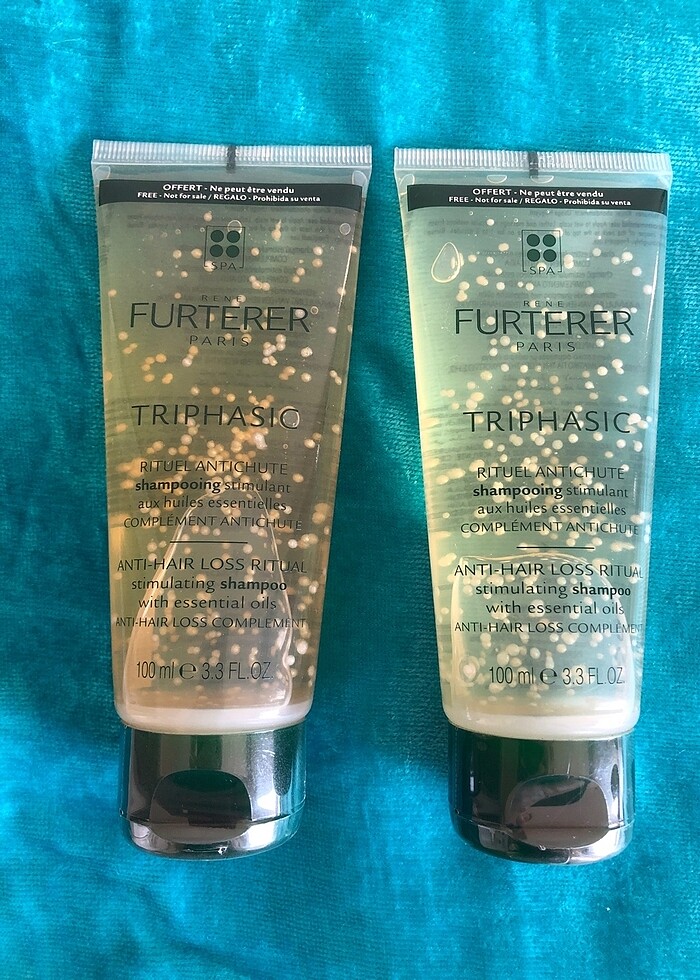 OFFERT - Ne peut être vendu
FREE - Not for sale / REGALO - Prohibida su venta
SPA
RENE
FURTERER
PARIS
TRIPHASIC
RITUEL ANTICHUTE
shampooing stimulant
aux huiles essentielles
COMPLÉMENT ANTICHUTE
ANTI-HAIR LOSS RITUAL
stimulating shampoo
with essential oils
ANTI-HAIR LOSS COMPLEMENT
100 ml ℮ 3.3 FL.OZ.
OFFERT - Ne peut être vendu
FREE - Not for sale / REGALO - Prohibida su venta
SPA
RENE
FURTERER
PARIS
TRIPHASIC
RITUEL ANTICHUTE
shampooing stimulant
aux huiles essentielles
COMPLÉMENT ANTICHUTE
ANTI-HAIR LOSS RITUAL
stimulating shampoo
with essential oils
ANTI-HAIR LOSS COMPLEMENT
100 ml ℮ 3.3 FL.OZ.